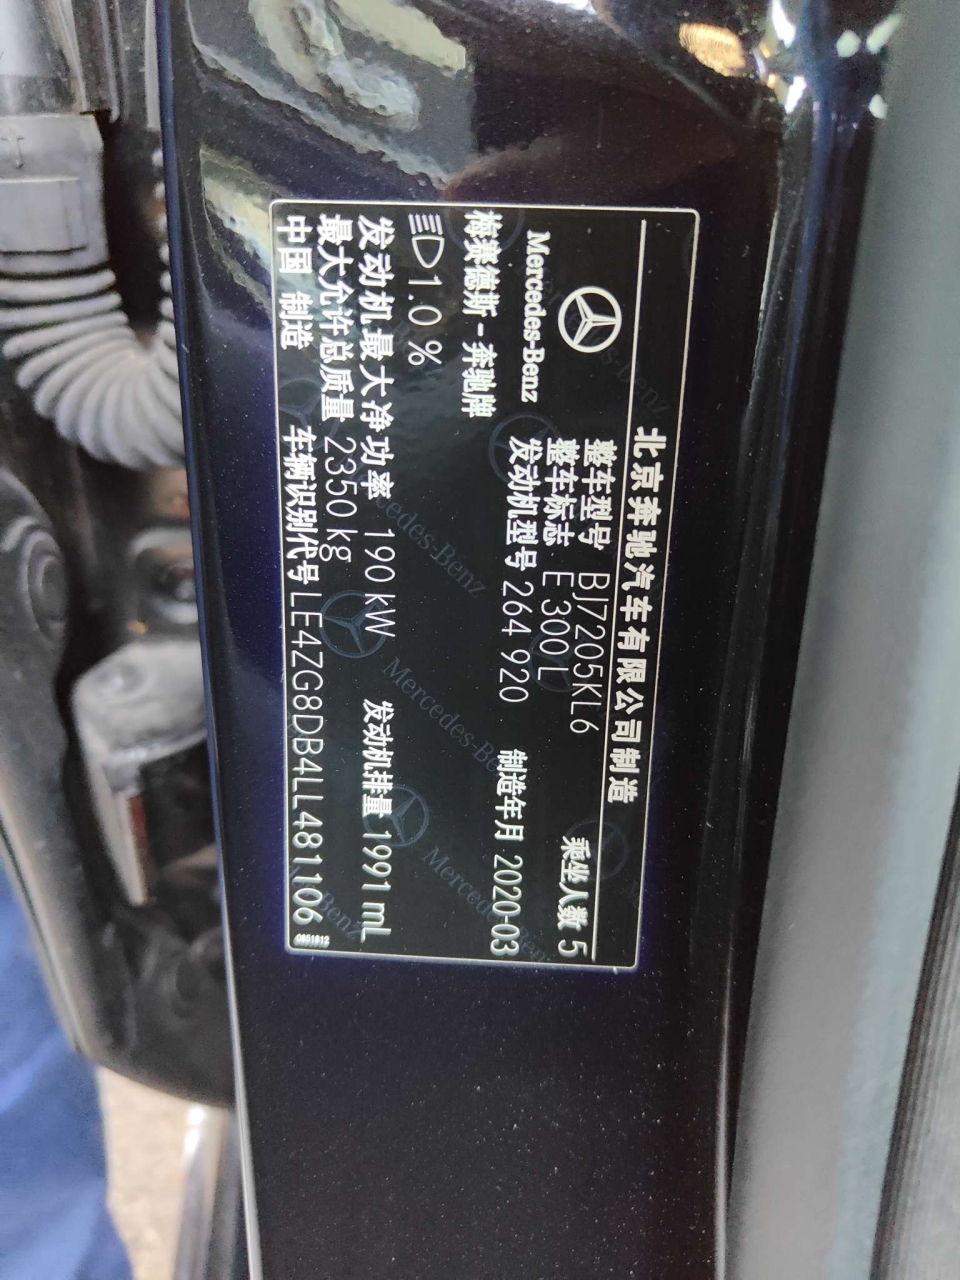 北京奔驰汽车有限公司制造
Mercedes-Benz
梅赛德斯-奔驰牌
整车型号 BJ7205KL6
乘坐人数 5
整车标志 E 300 L
发动机型号 264 920
制造年月 2020-03
1.0%
发动机最大净功率 190 kW
发动机排量 1991 mL
最大允许总质量 2350 kg
中国 制造
车辆识别代号 LE4ZG8DB4LL481106
0651812